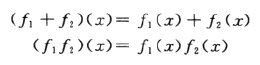 (f₁ + f₂)(x) = f₁(x) + f₂(x)
(f₁f₂)(x) = f₁(x)f₂(x)